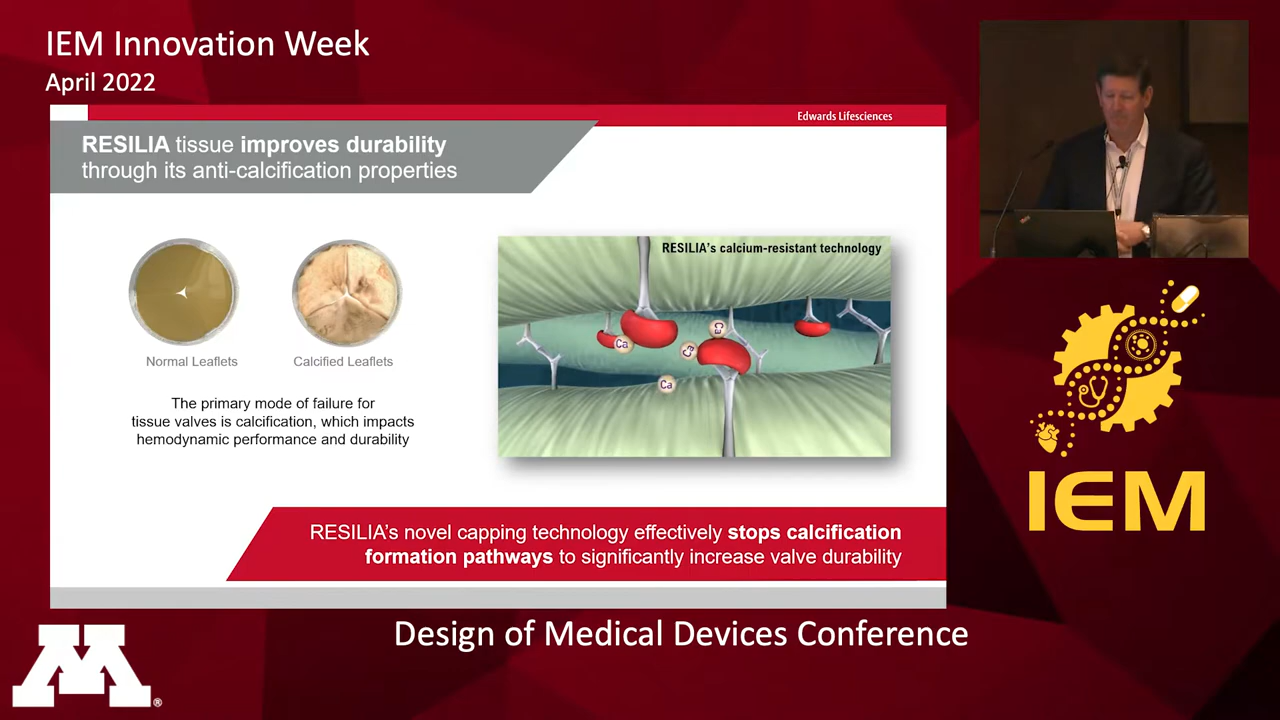 IEM Innovation Week
April 2022
Edwards Lifesciences
RESILIA tissue improves durability
through its anti-calcification properties
RESILIA's calcium-resistant technology
Ca
Ca
Ca
Ca
Normal Leaflets
Calcified Leaflets
The primary mode of failure for
tissue valves is calcification, which impacts
hemodynamic performance and durability
RESILIA's novel capping technology effectively stops calcification
formation pathways to significantly increase valve durability
IEM
Design of Medical Devices Conference
M®